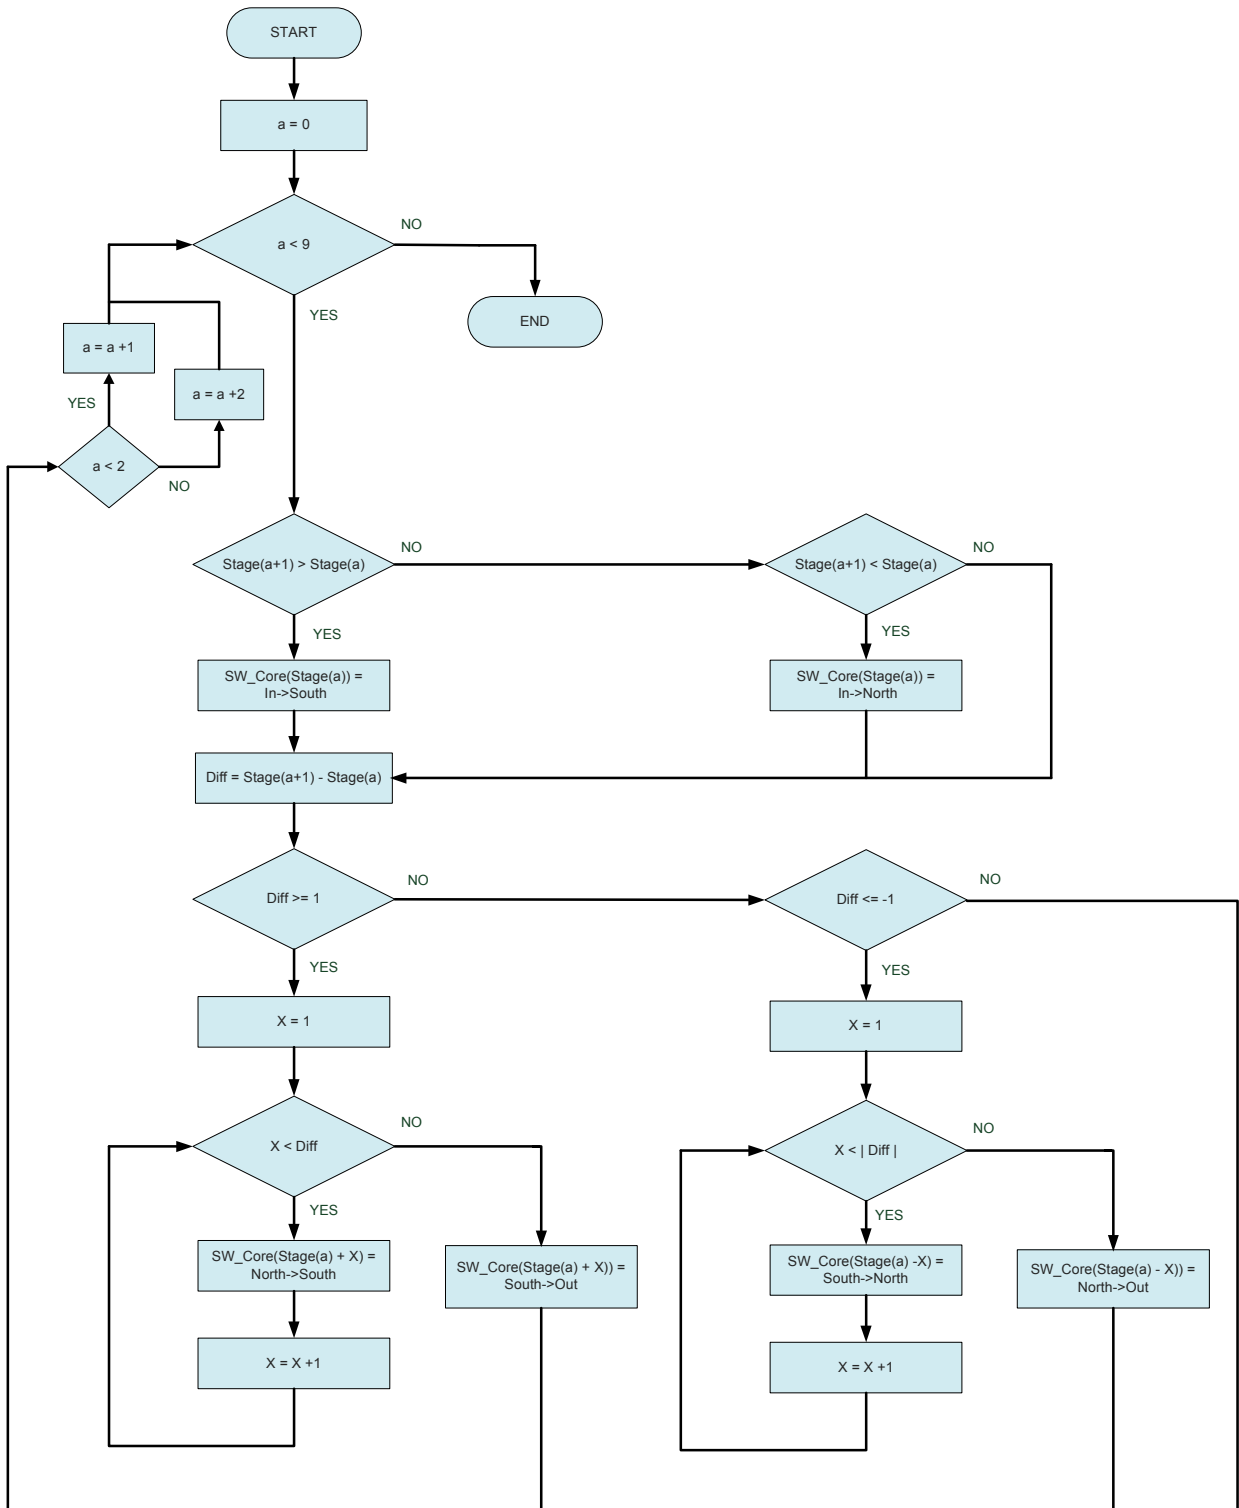 START
a = 0
a < 9
NO
YES
END
a = a +1
a = a +2
YES
a < 2
NO
Stage(a+1) > Stage(a)
NO
Stage(a+1) < Stage(a)
NO
YES
YES
SW_Core(Stage(a)) =
In->South
SW_Core(Stage(a)) =
In->North
Diff = Stage(a+1) - Stage(a)
Diff >= 1
NO
Diff <= -1
NO
YES
YES
X = 1
X = 1
X < Diff
NO
X < | Diff |
NO
YES
YES
SW_Core(Stage(a) + X) =
North->South
SW_Core(Stage(a) + X)) =
South->Out
SW_Core(Stage(a) -X) =
South->North
SW_Core(Stage(a) - X)) =
North->Out
X = X +1
X = X +1